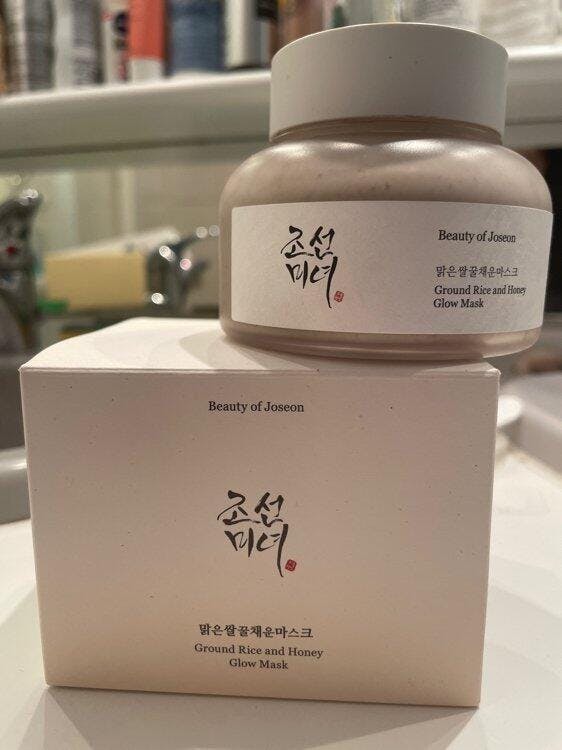 조선
미녀
Beauty of Joseon
맑은쌀꿀채운마스크
Ground Rice and Honey
Glow Mask
Beauty of Joseon
조선
미녀
맑은쌀꿀채운마스크
Ground Rice and Honey
Glow Mask